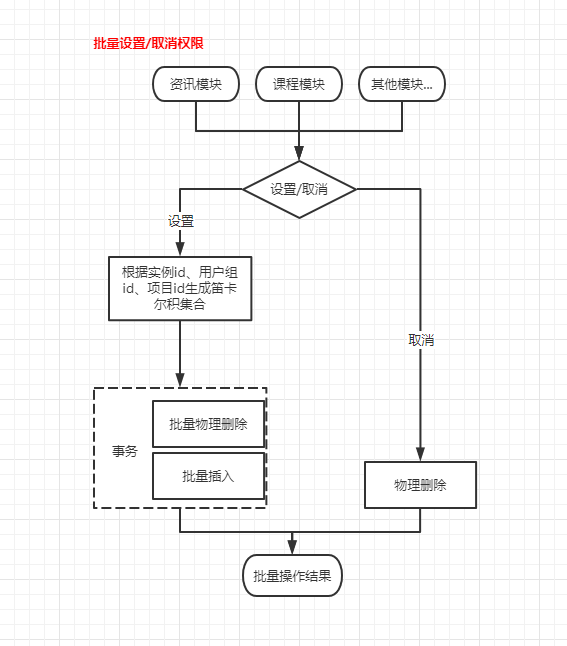 批量设置/取消权限
资讯模块
课程模块
其他模块...
设置/取消
设置
根据实例id、用户组
id、项目id生成笛卡
尔积集合
取消
批量物理删除
事务
批量插入
物理删除
批量操作结果